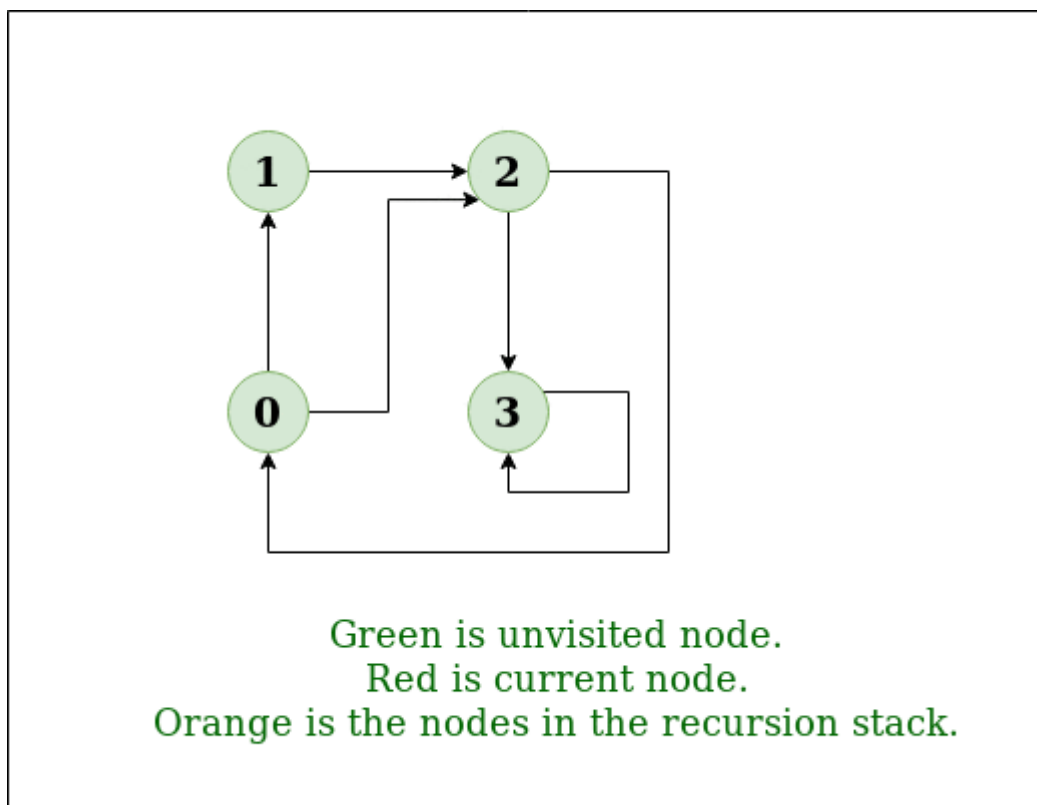 1 2
0 3
Green is unvisited node.
Red is current node.
Orange is the nodes in the recursion stack.